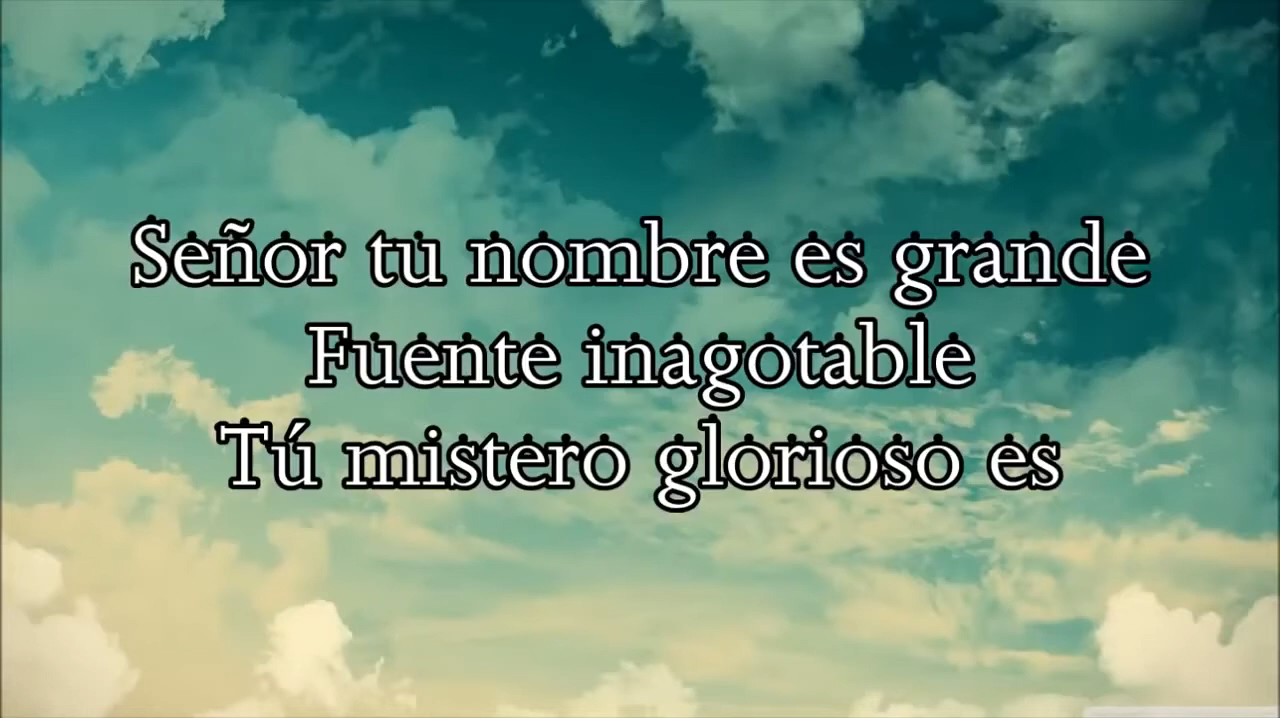 Señor tu nombre es grande
Fuente inagotable
Tú mistero glorioso es